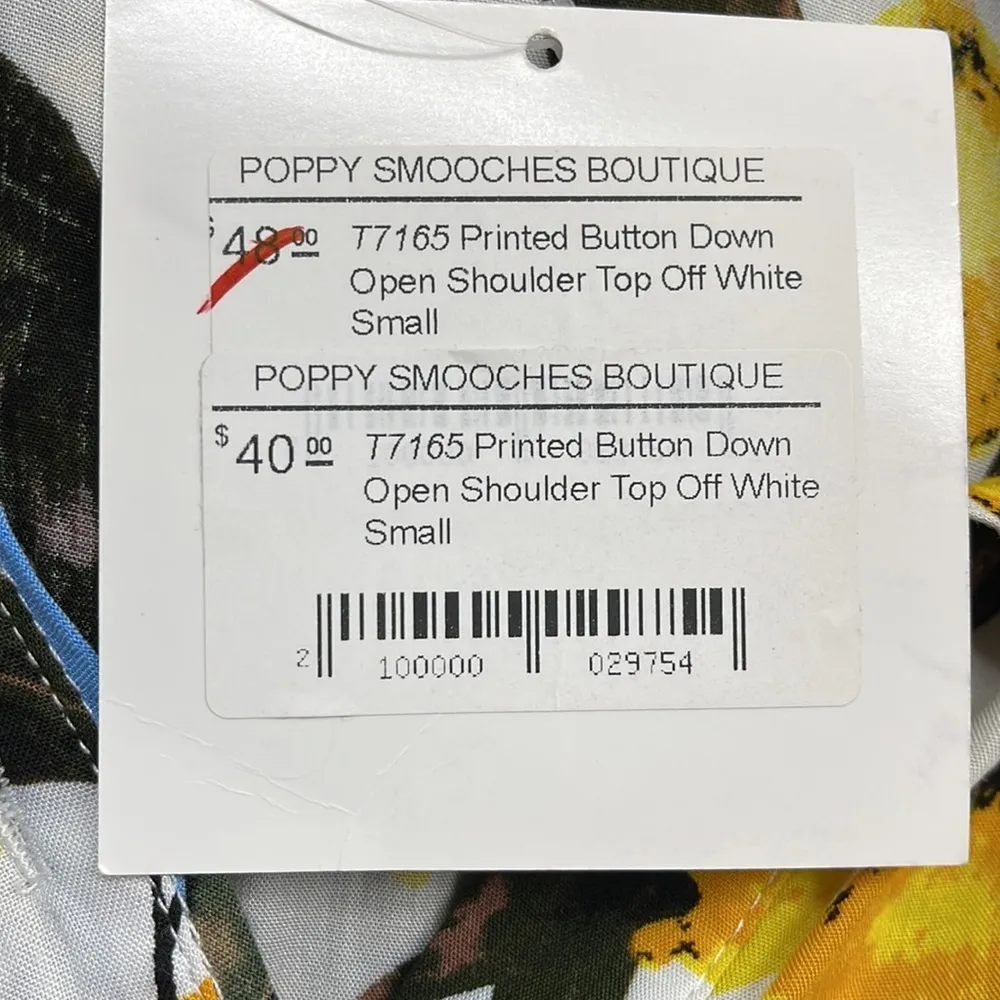 POPPY SMOOCHES BOUTIQUE
$48.00 T7165 Printed Button Down
Open Shoulder Top Off White
Small
POPPY SMOOCHES BOUTIQUE
$40 00 T7165 Printed Button Down
Open Shoulder Top Off White
Small
2 100000 029754